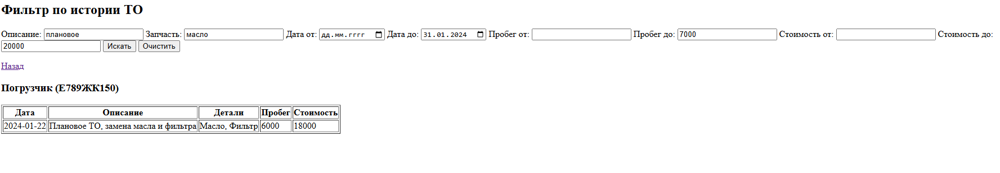 Фильтр по истории ТО
Описание: плановое Запчасть: масло Дата от: дд.мм.гггг Дата до: 31.01.2024 Пробег от: Пробег до: 7000 Стоимость от: Стоимость до:
20000 Искать Очистить
Назад
Погрузчик (Е789ЖК150)
Дата Описание Детали Пробег Стоимость
2024-01-22 Плановое ТО, замена масла и фильтра Масло, Фильтр 6000 18000